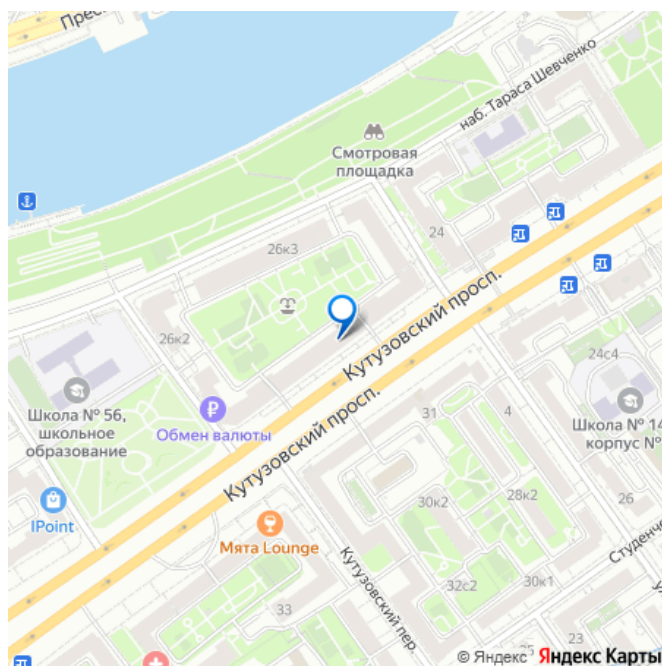 Прес
наб. Тараса Шевченко
Смотровая
площадка
24
26к3
Кутузовский просп.
26к2
24с4
Школа № 56,
школьное
образование
Обмен валюты
Кутузовский просп.
31
4
Школа № 14
корпус №
IPoint
Мята Lounge
30к2
28к2
26
Студенч
Кутузовский пер.
32с2
30к1
33
25
23
© Яндекс Яндекс Карты